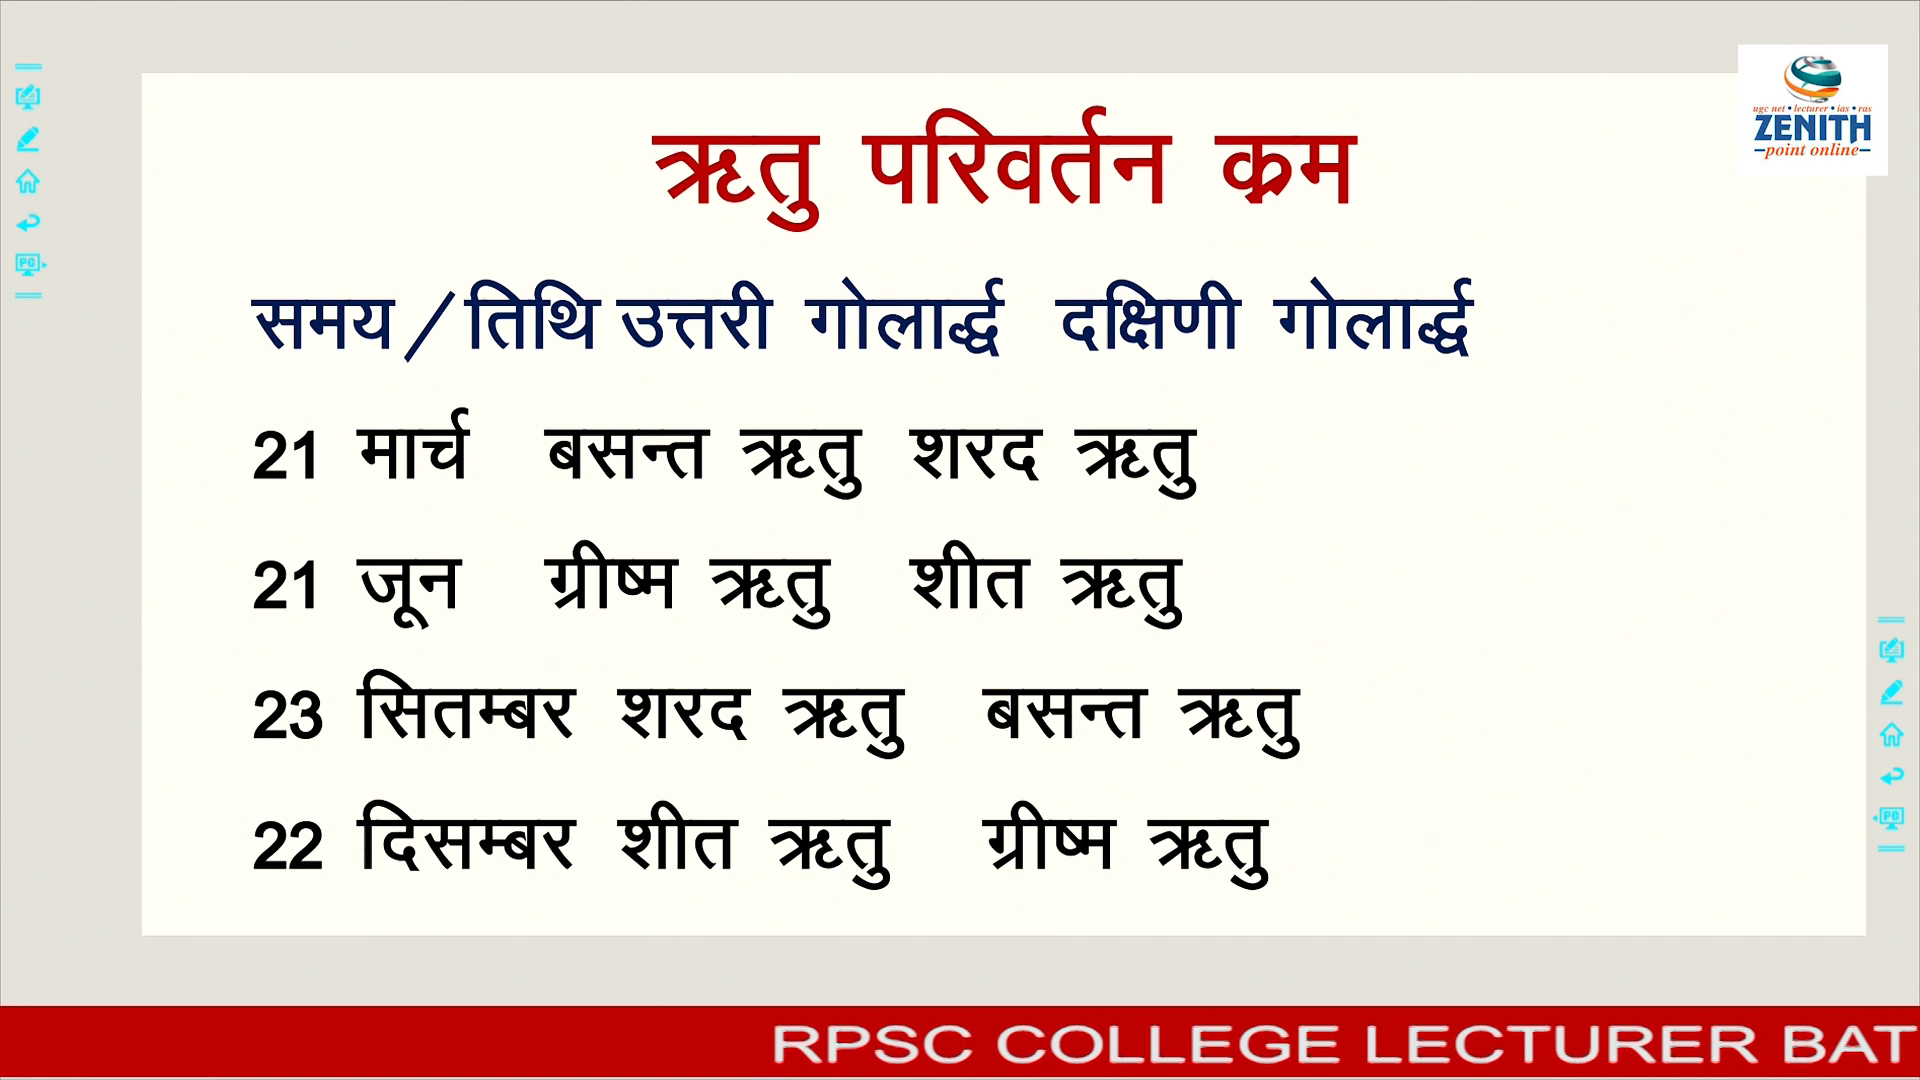 ugc net • lecturer • ias • ras
ZENITH
point online
ऋतु परिवर्तन क्रम
समय/तिथि उत्तरी गोलार्द्ध दक्षिणी गोलार्द्ध
21 मार्च बसन्त ऋतु शरद ऋतु
21 जून ग्रीष्म ऋतु शीत ऋतु
23 सितम्बर शरद ऋतु बसन्त ऋतु
22 दिसम्बर शीत ऋतु ग्रीष्म ऋतु
PC
PC
RPSC COLLEGE LECTURER BAT